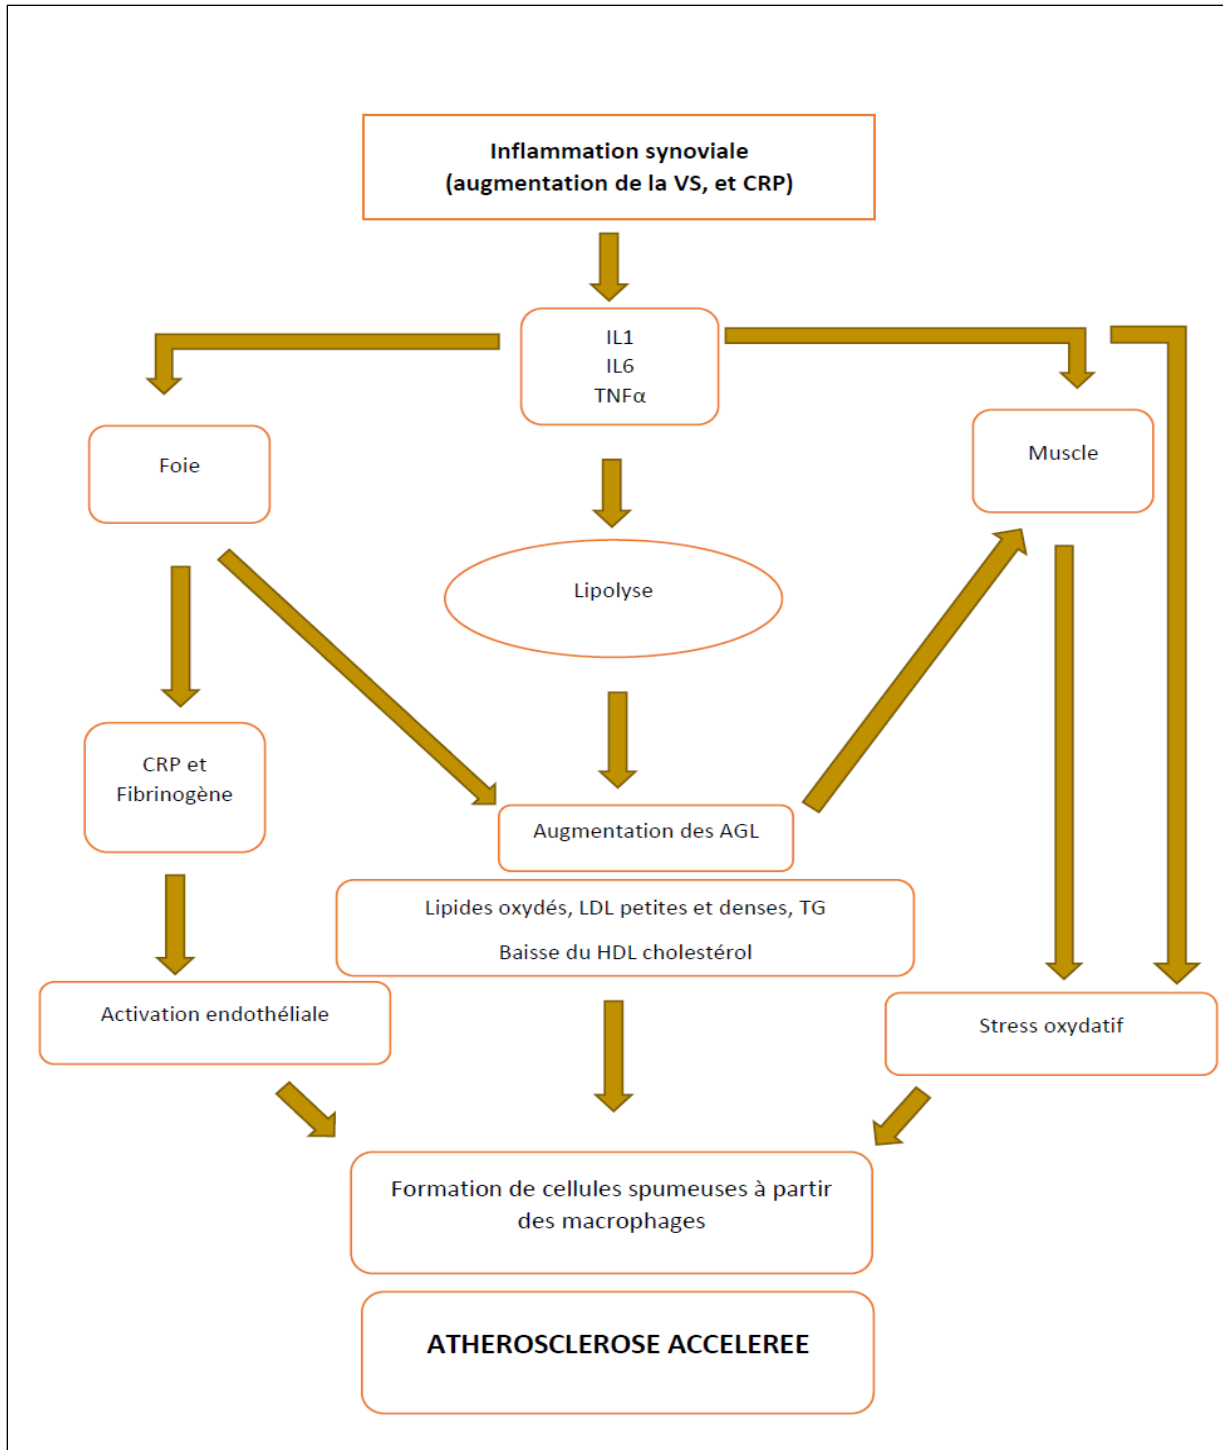 Inflammation synoviale
(augmentation de la VS, et CRP)
IL1
IL6
TNFα
Foie
Muscle
Lipolyse
CRP et
Fibrinogène
Augmentation des AGL
Lipides oxydés, LDL petites et denses, TG
Baisse du HDL cholestérol
Activation endothéliale
Stress oxydatif
Formation de cellules spumeuses à partir
des macrophages
ATHEROSCLEROSE ACCELEREE